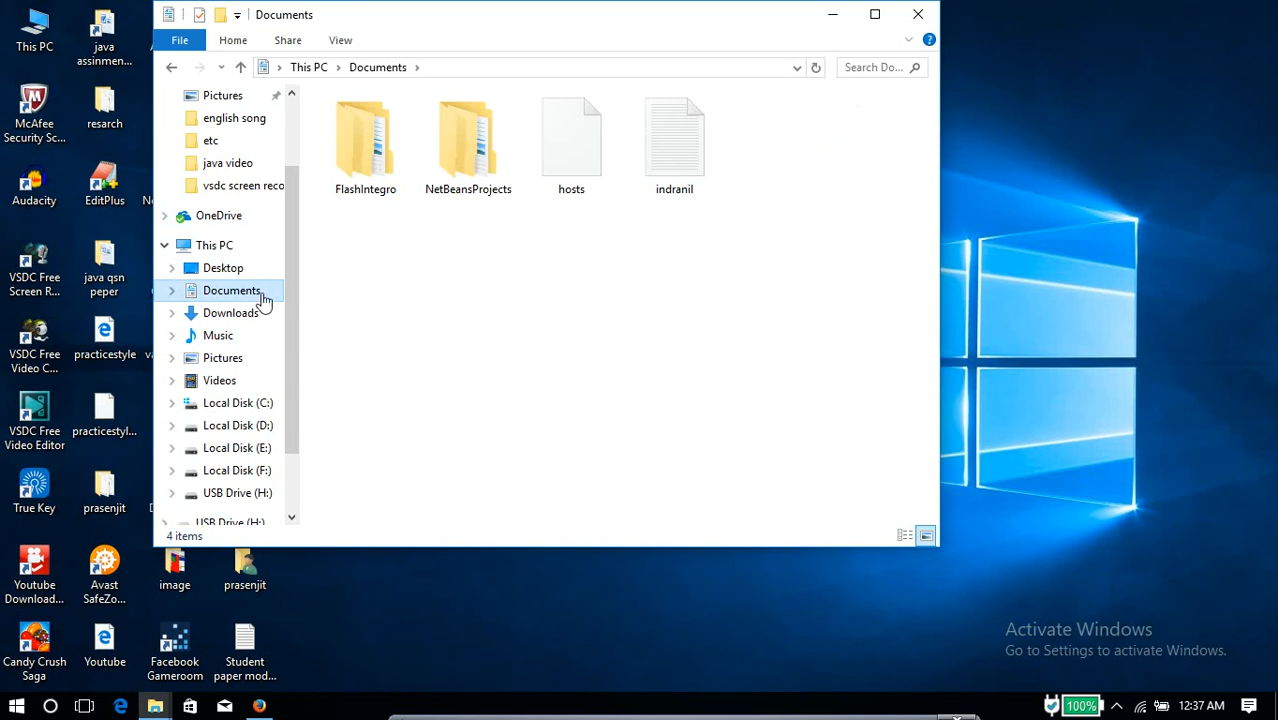 Documents
File Home Share View
This PC Documents
Search Do...
Pictures
english song
etc
java video
vsdc screen reco
OneDrive
This PC
Desktop
Documents
Downloads
Music
Pictures
Videos
Local Disk (C:)
Local Disk (D:)
Local Disk (E:)
Local Disk (F:)
USB Drive (H:)
USB Drive (H:)
FlashIntegro
NetBeansProjects
hosts
indranil
4 items
This PC
java
assinmen...
McAfee
Security Sc...
resarch
Audacity
EditPlus
VSDC Free
Screen R...
java qsn
peper
VSDC Free
Video C...
practicestyle
VSDC Free
Video Editor
practicestyl...
True Key
prasenjit
Youtube
Download...
Avast
SafeZo...
image
prasenjit
Candy Crush
Saga
Youtube
Facebook
Gameroom
Student
paper mod...
Activate Windows
Go to Settings to activate Windows.
100%
12:37 AM